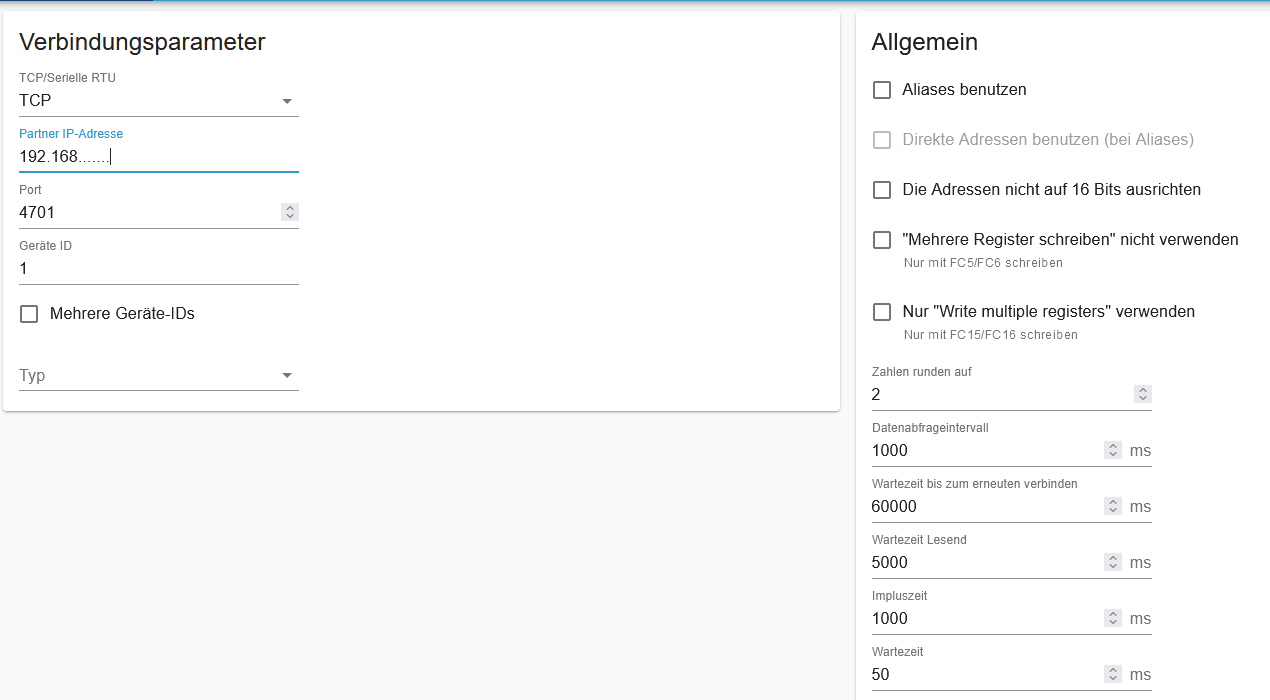 Verbindungsparameter
TCP/Serielle RTU
TCP
Partner IP-Adresse
192.168.......
Port
4701
Geräte ID
1
Mehrere Geräte-IDs
Typ
Allgemein
Aliases benutzen
Direkte Adressen benutzen (bei Aliases)
Die Adressen nicht auf 16 Bits ausrichten
"Mehrere Register schreiben" nicht verwenden
Nur mit FC5/FC6 schreiben
Nur "Write multiple registers" verwenden
Nur mit FC15/FC16 schreiben
Zahlen runden auf
2
Datenabfrageintervall
1000 ms
Wartezeit bis zum erneuten verbinden
60000 ms
Wartezeit Lesend
5000 ms
Impluszeit
1000 ms
Wartezeit
50 ms